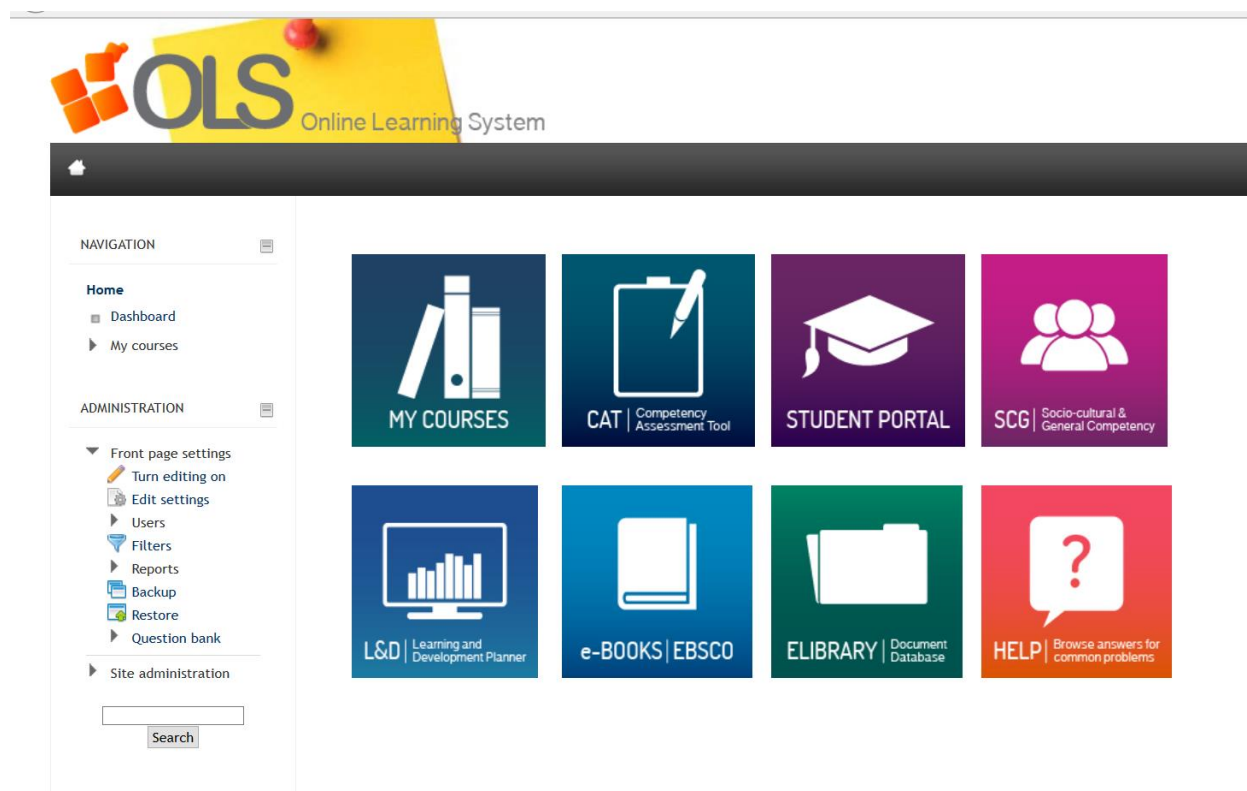 OLS Online Learning System
NAVIGATION
Home
Dashboard
My courses
ADMINISTRATION
Front page settings
Turn editing on
Edit settings
Users
Filters
Reports
Backup
Restore
Question bank
Site administration
Search
MY COURSES
CAT | Competency
Assessment Tool
STUDENT PORTAL
SCG | Socio-cultural &
General Competency
L&D | Learning and
Development Planner
e-BOOKS | EBSCO
ELIBRARY | Document
Database
?
HELP | Browse answers for
common problems